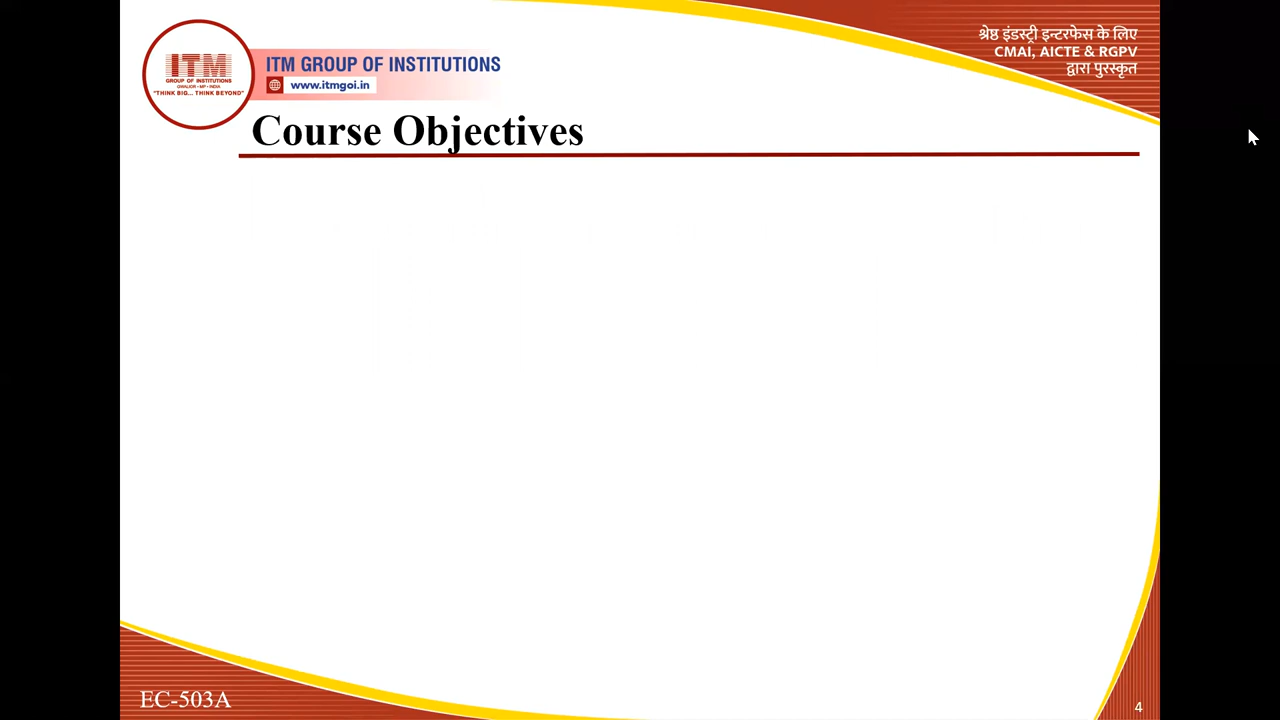 श्रेष्ठ इंडस्ट्री इन्टरफेस के लिए
CMAI, AICTE & RGPV
द्वारा पुरस्कृत
ITM
GROUP OF INSTITUTIONS
GWALIOR • MP • INDIA
"THINK BIG... THINK BEYOND"
ITM GROUP OF INSTITUTIONS
www.itmgoi.in
Course Objectives
EC-503A
4